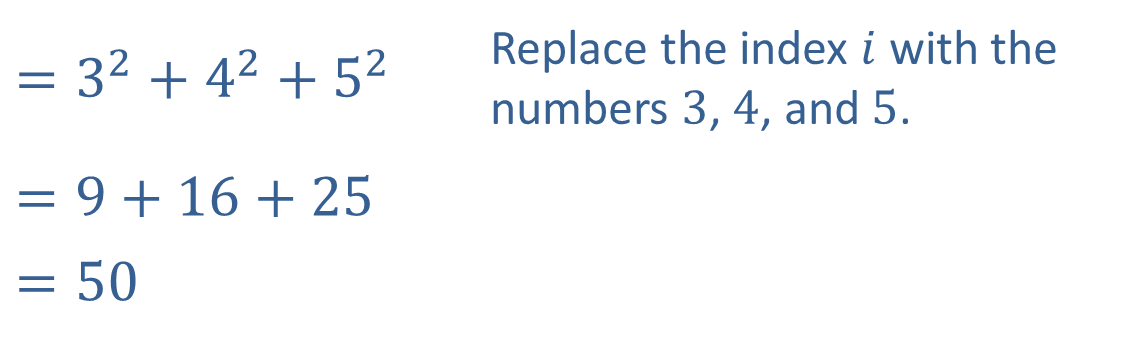 = 3² + 4² + 5²
Replace the index i with the
numbers 3, 4, and 5.
= 9 + 16 + 25
= 50